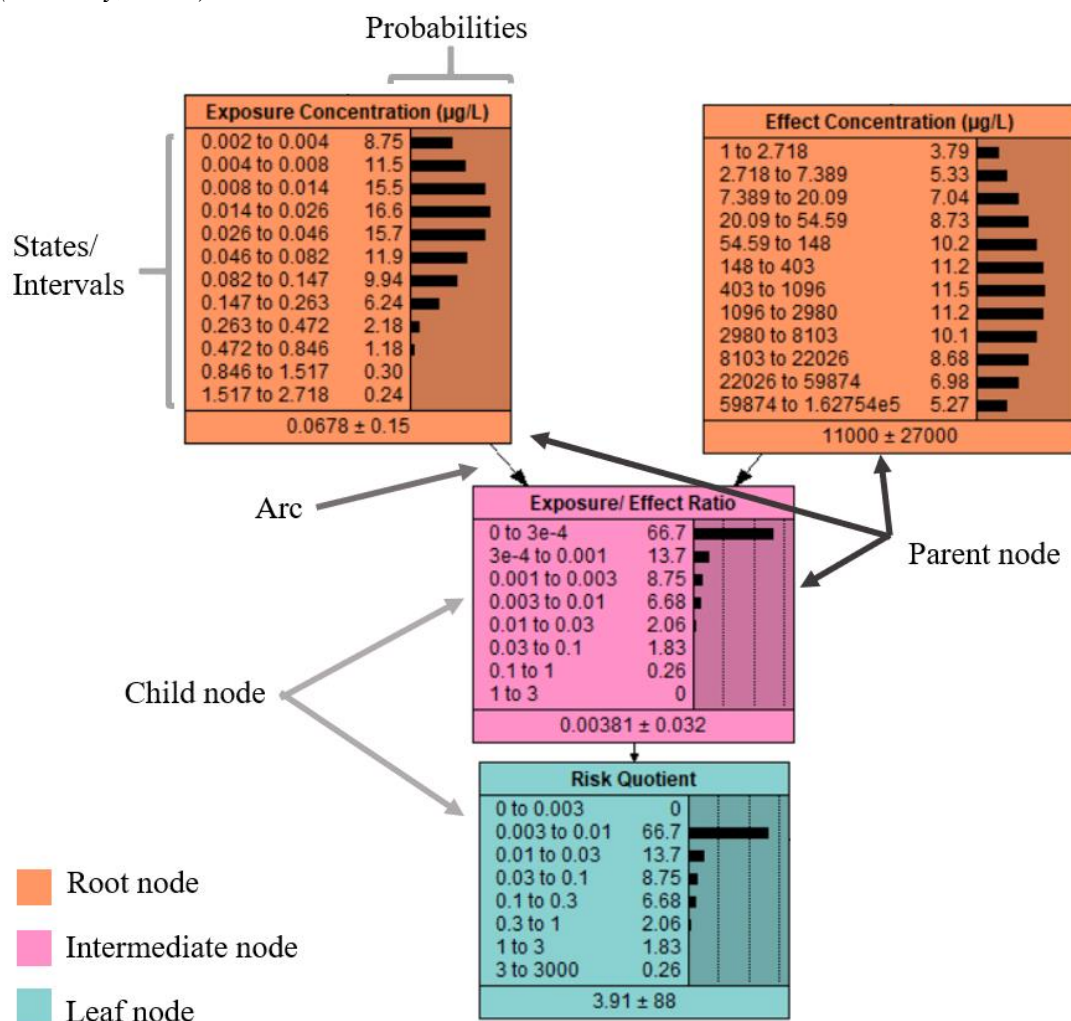 Probabilities
Exposure Concentration (µg/L)
0.002 to 0.004 8.75
0.004 to 0.008 11.5
0.008 to 0.014 15.5
0.014 to 0.026 16.6
0.026 to 0.046 15.7
0.046 to 0.082 11.9
0.082 to 0.147 9.94
0.147 to 0.263 6.24
0.263 to 0.472 2.18
0.472 to 0.846 1.18
0.846 to 1.517 0.30
1.517 to 2.718 0.24
0.0678 ± 0.15
Effect Concentration (µg/L)
1 to 2.718 3.79
2.718 to 7.389 5.33
7.389 to 20.09 7.04
20.09 to 54.59 8.73
54.59 to 148 10.2
148 to 403 11.2
403 to 1096 11.5
1096 to 2980 11.2
2980 to 8103 10.1
8103 to 22026 8.68
22026 to 59874 6.98
59874 to 1.62754e5 5.27
11000 ± 27000
States/
Intervals
Arc
Parent node
Exposure/ Effect Ratio
0 to 3e-4 66.7
3e-4 to 0.001 13.7
0.001 to 0.003 8.75
0.003 to 0.01 6.68
0.01 to 0.03 2.06
0.03 to 0.1 1.83
0.1 to 1 0.26
1 to 3 0
0.00381 ± 0.032
Child node
Risk Quotient
0 to 0.003 0
0.003 to 0.01 66.7
0.01 to 0.03 13.7
0.03 to 0.1 8.75
0.1 to 0.3 6.68
0.3 to 1 2.06
1 to 3 1.83
3 to 3000 0.26
3.91 ± 88
Root node
Intermediate node
Leaf node